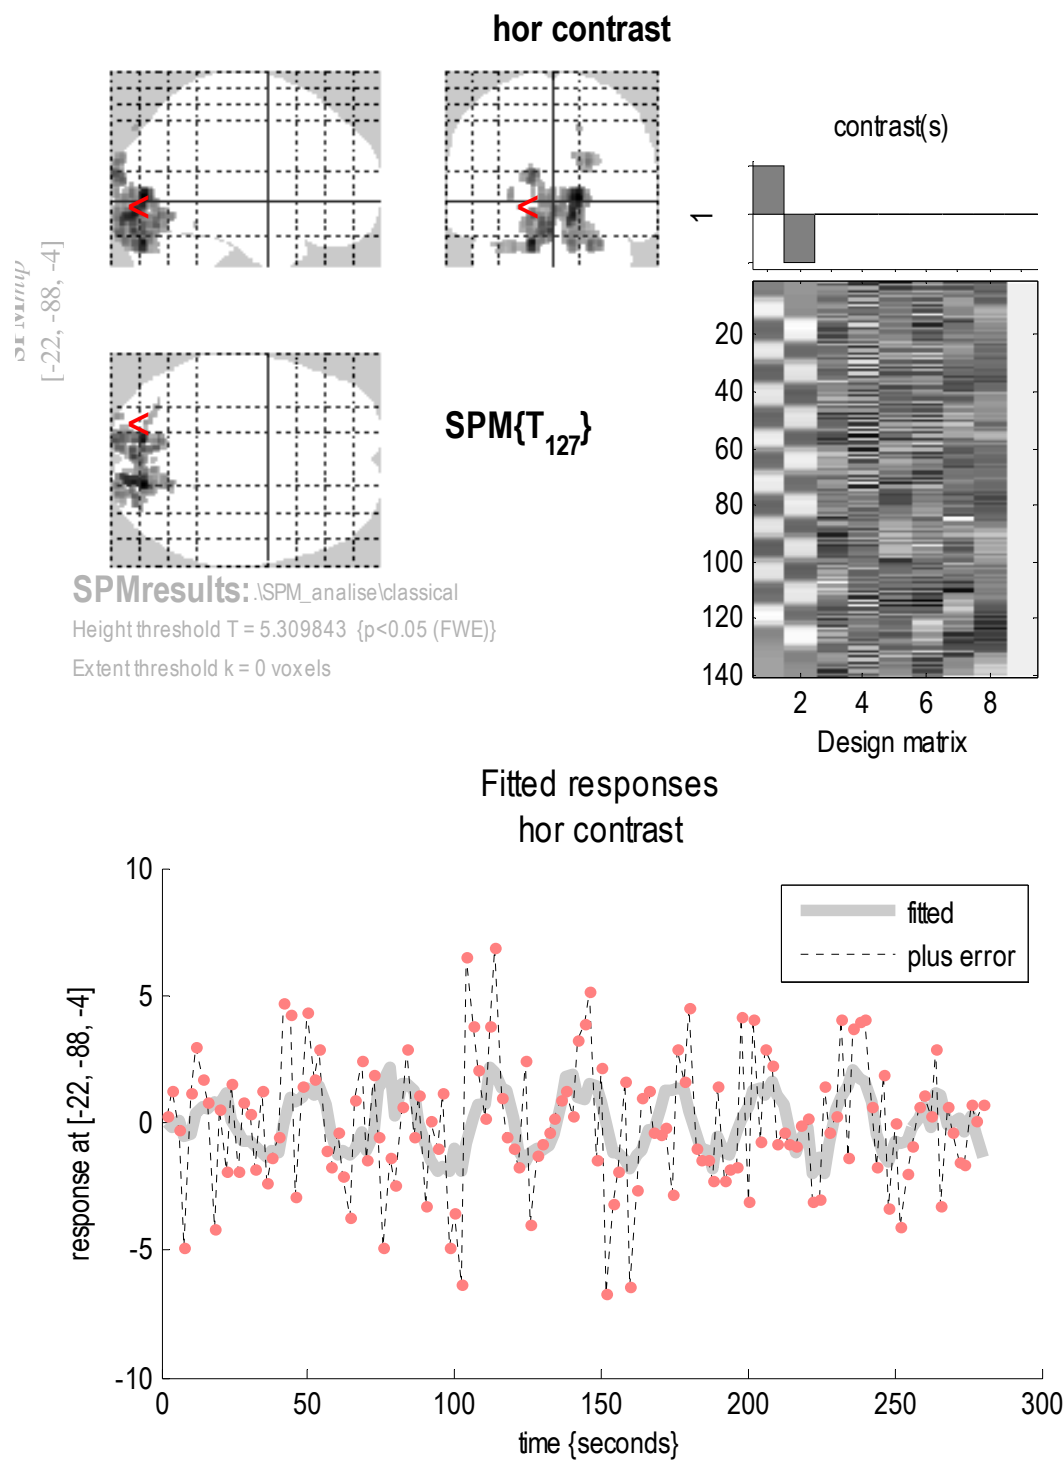 hor contrast
contrast(s)
1
SPMmip
[-22, -88, -4]
<
<
<
SPM{T127}
20
40
60
80
100
120
140
2 4 6 8
Design matrix
SPMresults: .\SPM_analise\classical
Height threshold T = 5.309843 {p<0.05 (FWE)}
Extent threshold k = 0 voxels
Fitted responses
hor contrast
10
5
0
-5
-10
response at [-22, -88, -4]
fitted
plus error
0 50 100 150 200 250 300
time {seconds}